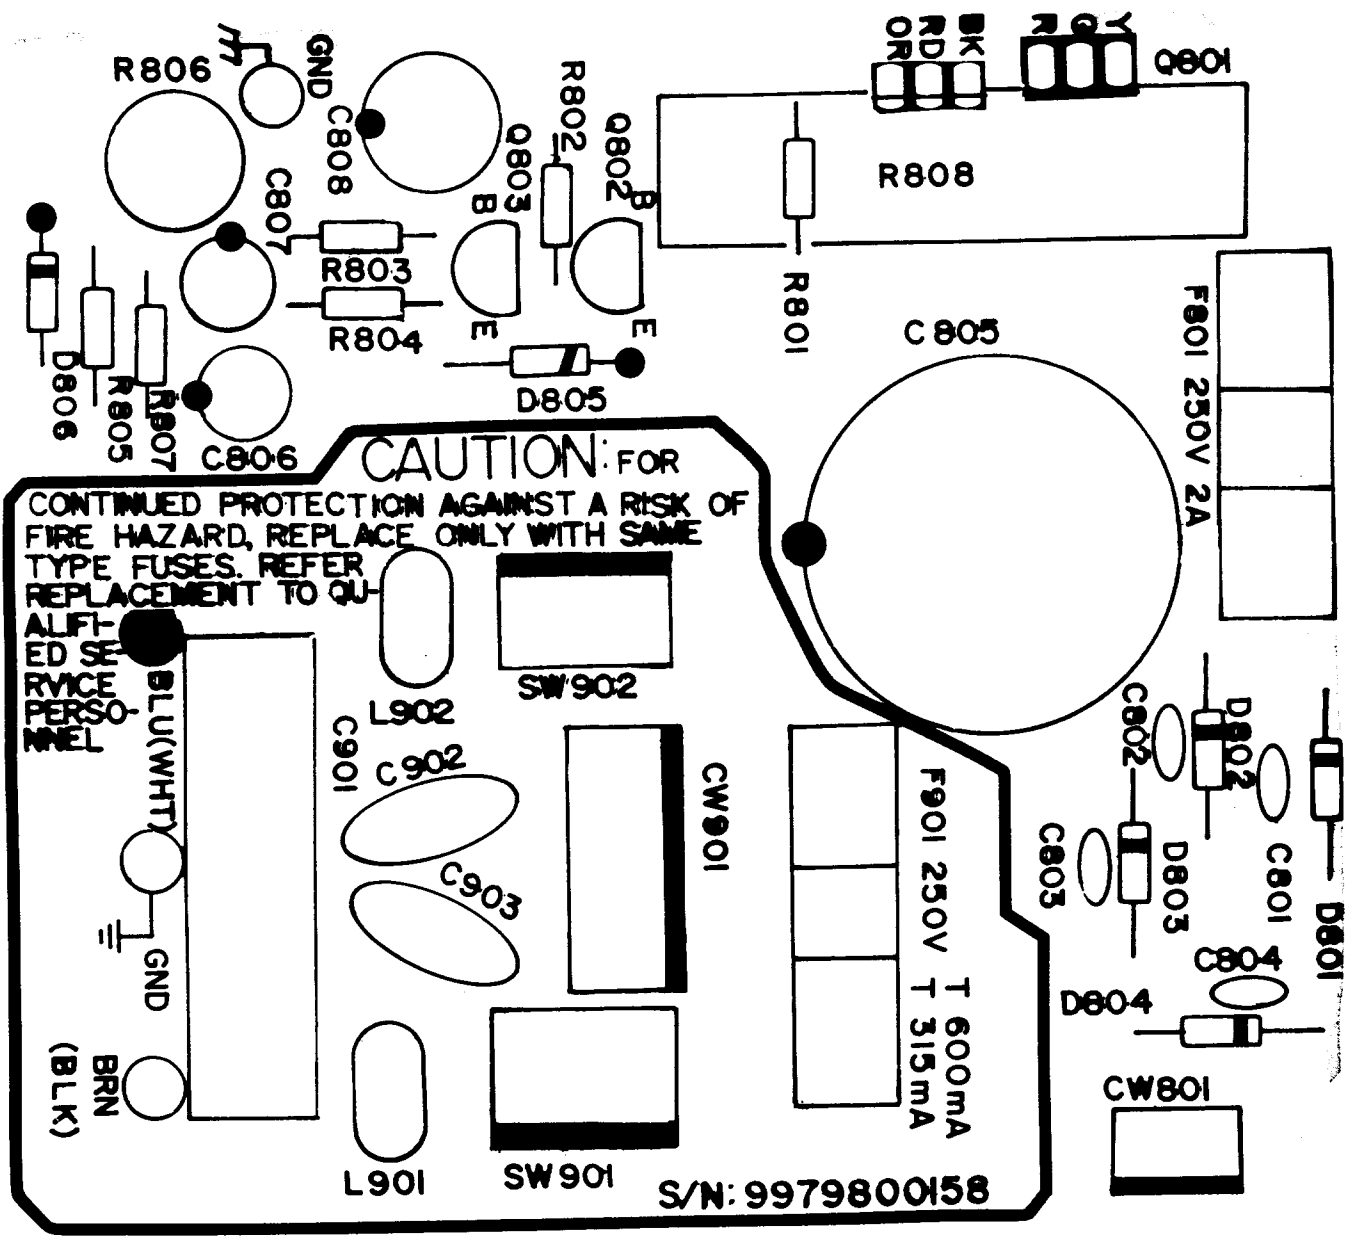 OR
RD
BK
R
G
Y
Q801
R806
GND
C808
R802
Q803
Q802
B
B
R808
C807
R803
R804
E
E
R801
C805
F801 250V 2A
D806
R805
R807
C806
D805
CAUTION: FOR
CONTINUED PROTECTION AGAINST A RISK OF
FIRE HAZARD, REPLACE ONLY WITH SAME
TYPE FUSES. REFER
REPLACEMENT TO QU-
ALIFI-
ED SE-
RVICE
PERSO-
NNEL
BLU(WHT)
GND
BRN
(BLK)
L902
SW902
C901
C902
C903
CW901
F901 250V T 600mA
T 315mA
L901
SW901
S/N: 9979800158
C802
D802
C803
D803
C801
D801
C804
D804
CW801